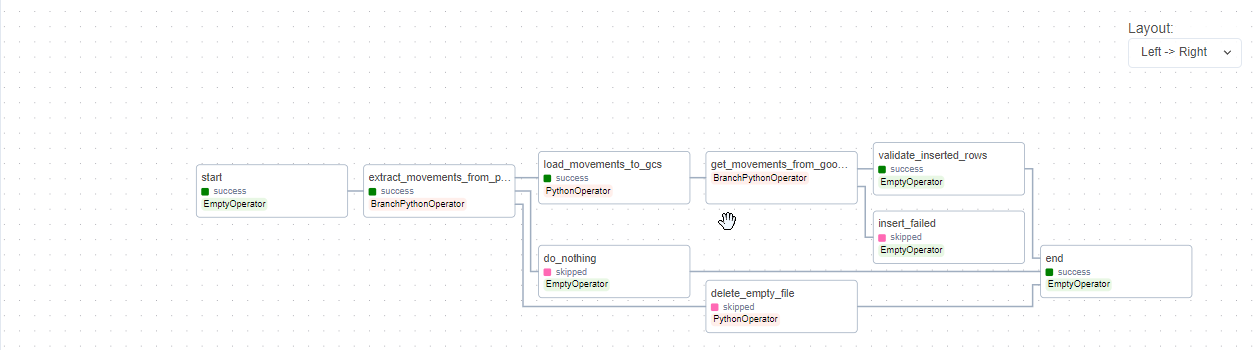 Layout:
Left -> Right
start
success
EmptyOperator
extract_movements_from_p...
success
BranchPythonOperator
load_movements_to_gcs
success
PythonOperator
get_movements_from_goo...
BranchPythonOperator
validate_inserted_rows
success
EmptyOperator
insert_failed
skipped
EmptyOperator
do_nothing
skipped
EmptyOperator
delete_empty_file
skipped
PythonOperator
end
success
EmptyOperator